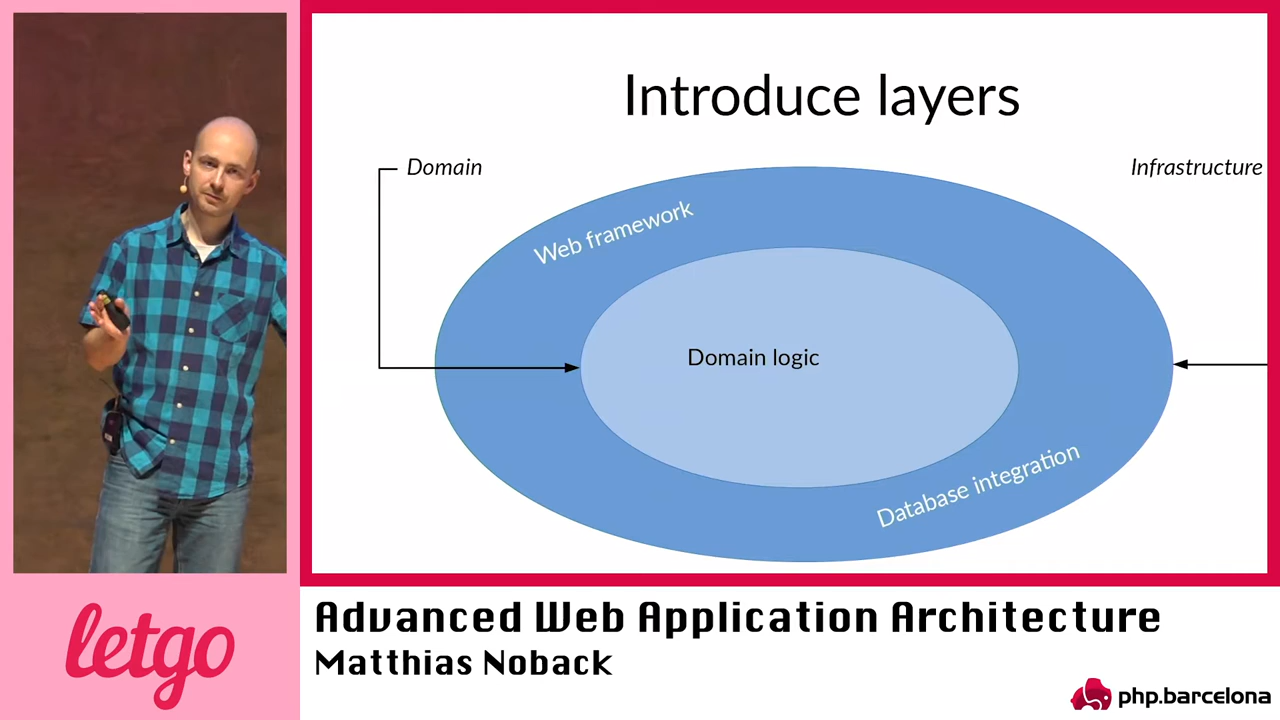 Introduce layers
Domain
Infrastructure
Web framework
Domain logic
Database integration
letgo
Advanced Web Application Architecture
Matthias Noback
php.barcelona